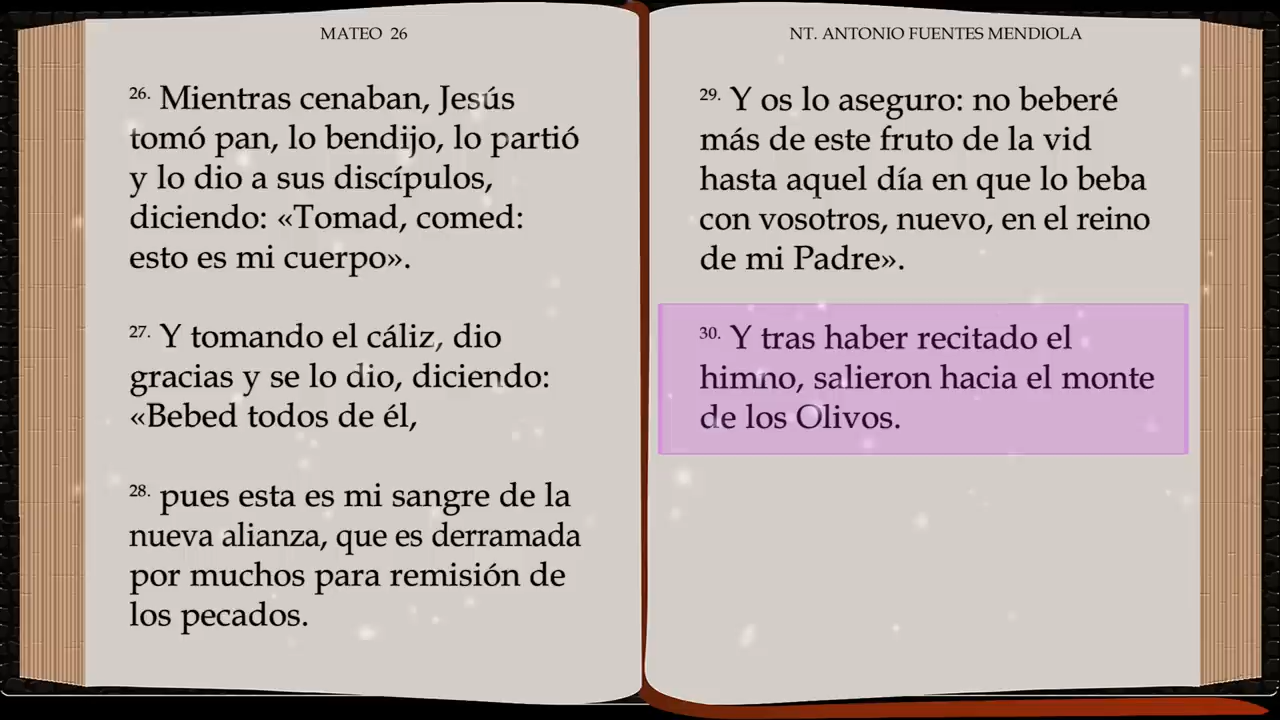 MATEO 26
26. Mientras cenaban, Jesús
tomó pan, lo bendijo, lo partió
y lo dio a sus discípulos,
diciendo: «Tomad, comed:
esto es mi cuerpo».
27. Y tomando el cáliz, dio
gracias y se lo dio, diciendo:
«Bebed todos de él,
28. pues esta es mi sangre de la
nueva alianza, que es derramada
por muchos para remisión de
los pecados.
NT. ANTONIO FUENTES MENDIOLA
29. Y os lo aseguro: no beberé
más de este fruto de la vid
hasta aquel día en que lo beba
con vosotros, nuevo, en el reino
de mi Padre».
30. Y tras haber recitado el
himno, salieron hacia el monte
de los Olivos.